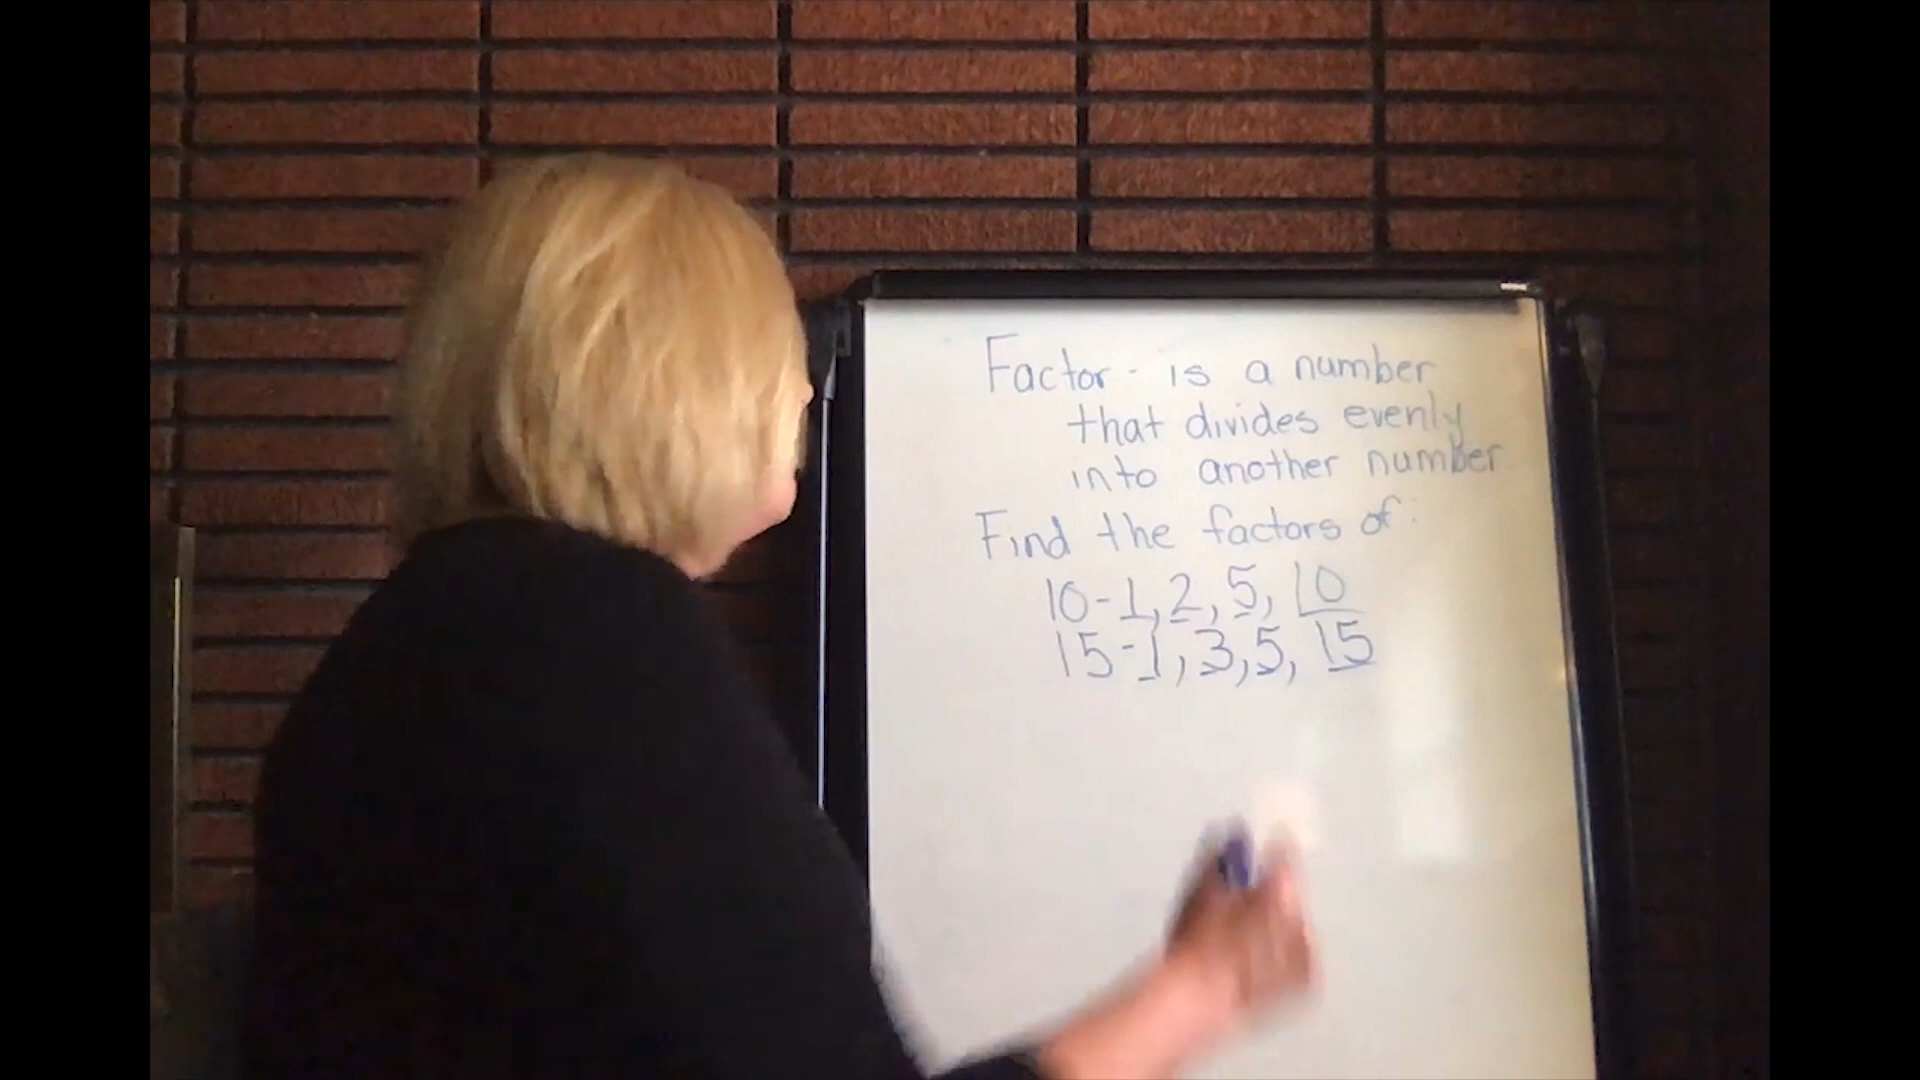 Factor - is a number
that divides evenly
into another number
Find the factors of:
10-1, 2, 5, 10
15-1, 3, 5, 15